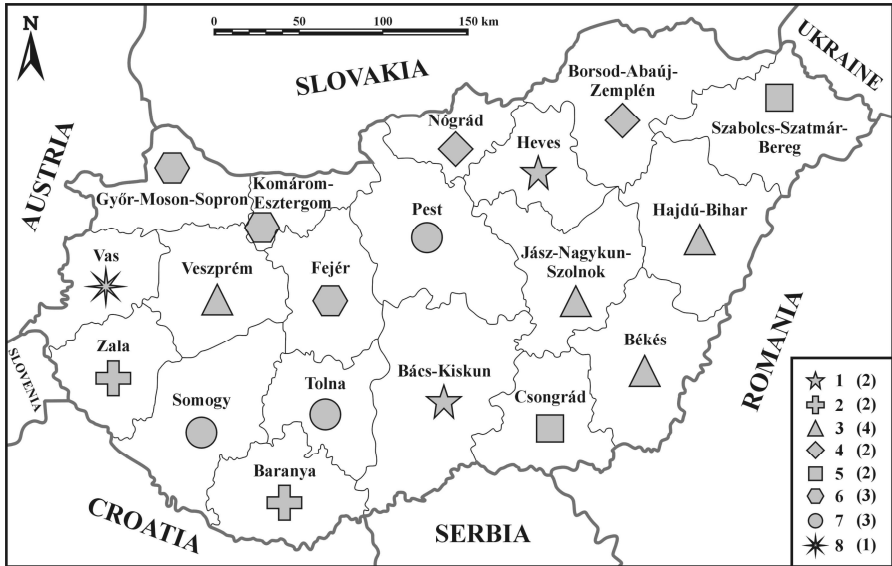 N
0 50 100 150 km
SLOVAKIA
UKRAINE
AUSTRIA
Borsod-Abaúj-
Zemplén
Nógrád
Heves
Szabolcs-Szatmár-
Bereg
Győr-Moson-Sopron
Komárom-
Esztergom
Pest
Hajdú-Bihar
Vas
Veszprém
Fejér
Jász-Nagykun-
Szolnok
Zala
SLOVENIA
Somogy
Tolna
Bács-Kiskun
Csongrád
Békés
ROMANIA
Baranya
CROATIA
SERBIA
1 (2)
2 (2)
3 (4)
4 (2)
5 (2)
6 (3)
7 (3)
8 (1)